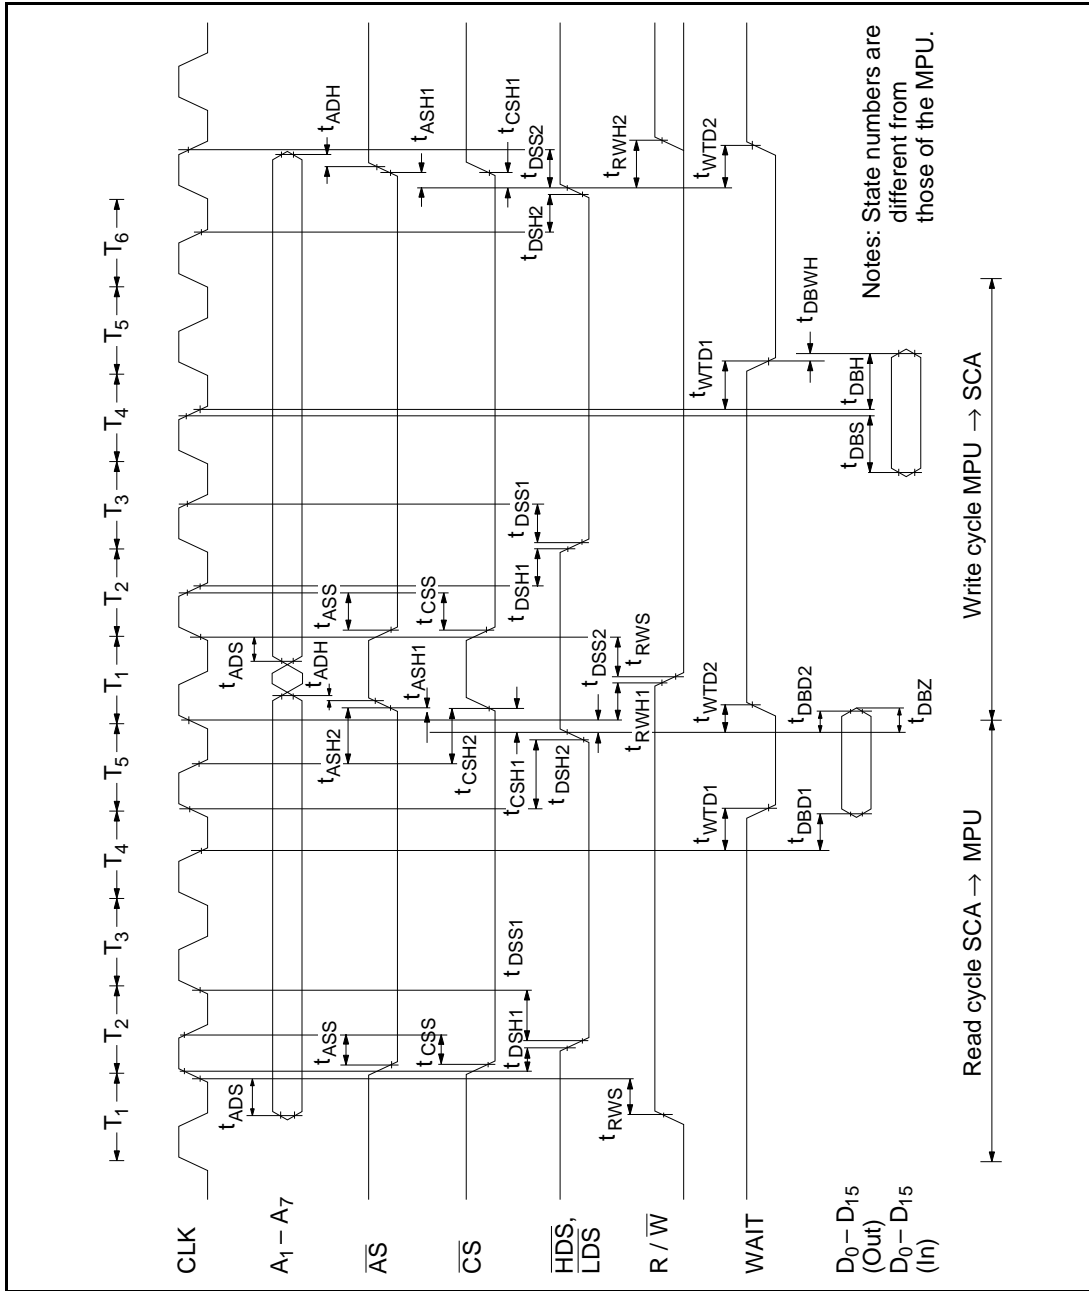 T1 T2 T3 T4 T5 T1 T2 T3 T4 T5 T6
CLK
tADS tADS tADH tADH
A1 – A7
tASS tASH2 tASH1 tASS tASH1
AS
tCSS tCSH2 tCSH1 tCSS tCSH1
CS
tDSH1 tDSS1 tDSH2 tDSS2 tDSH1 tDSS1 tDSH2 tDSS2
HDS,
LDS
tRWS tRWH1 tRWS tRWH2
R / W
tWTD1 tWTD2 tWTD1 tWTD2
WAIT
tDBD1 tDBD2 tDBZ
D0 – D15
(Out)
tDBS tDBH tDBWH
D0 – D15
(In)
Notes: State numbers are
different from
those of the MPU.
Read cycle SCA → MPU
Write cycle MPU → SCA